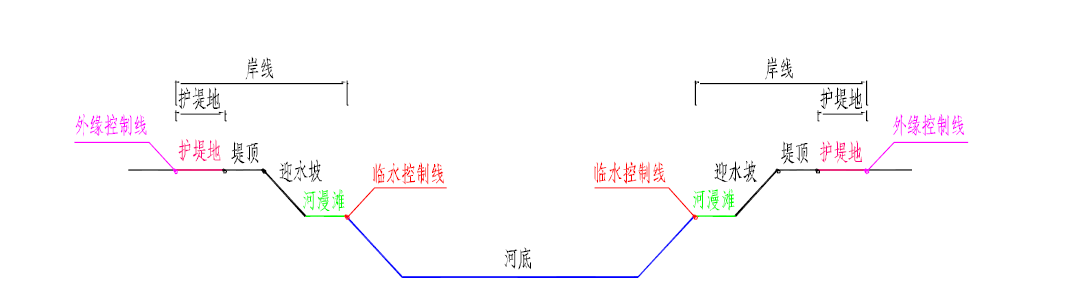 岸线
岸线
护堤地
护堤地
外缘控制线
外缘控制线
护堤地
堤顶
堤顶
护堤地
迎水坡
临水控制线
临水控制线
迎水坡
河漫滩
河漫滩
河底